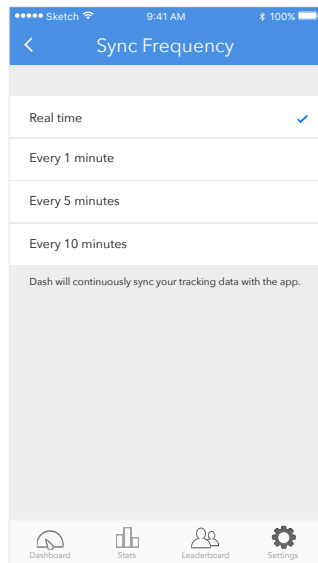 Sketch 9:41 AM 100%
Sync Frequency
Real time
Every 1 minute
Every 5 minutes
Every 10 minutes
Dash will continuously sync your tracking data with the app.
Dashboard Stats Leaderboard Settings